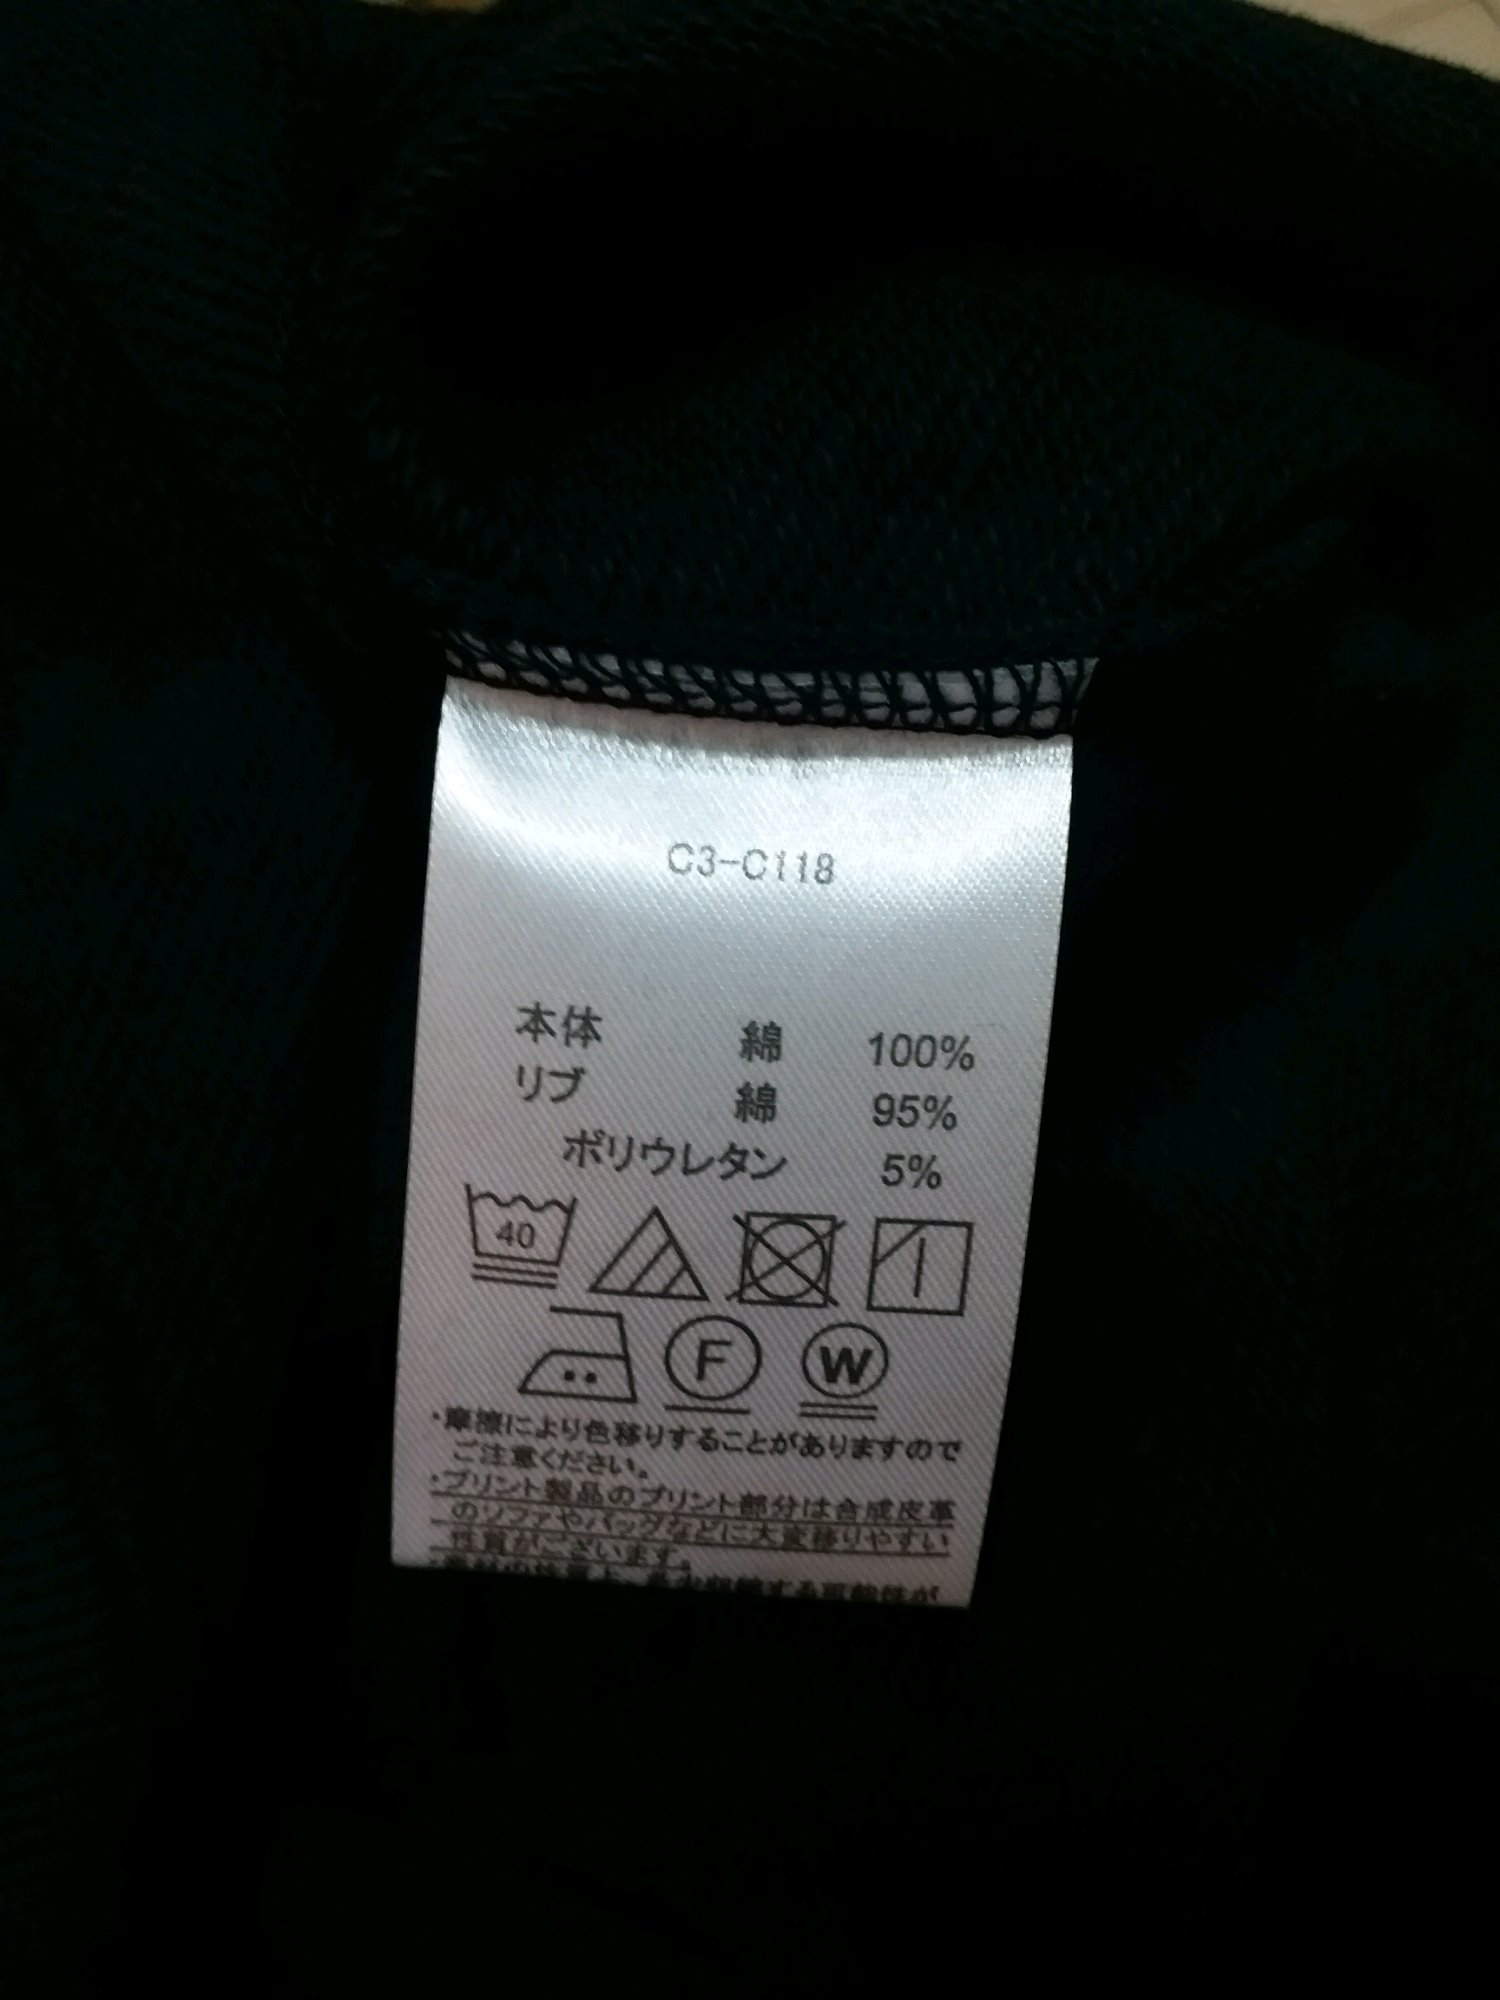 C3-C118
本体 綿 100%
リブ 綿 95%
ポリウレタン 5%
40
F W
・摩擦により色移りすることがありますので
ご注意ください。
・プリント製品のプリント部分は合成皮革
のソファやバッグなどに大変移りやすい
性質がございます。